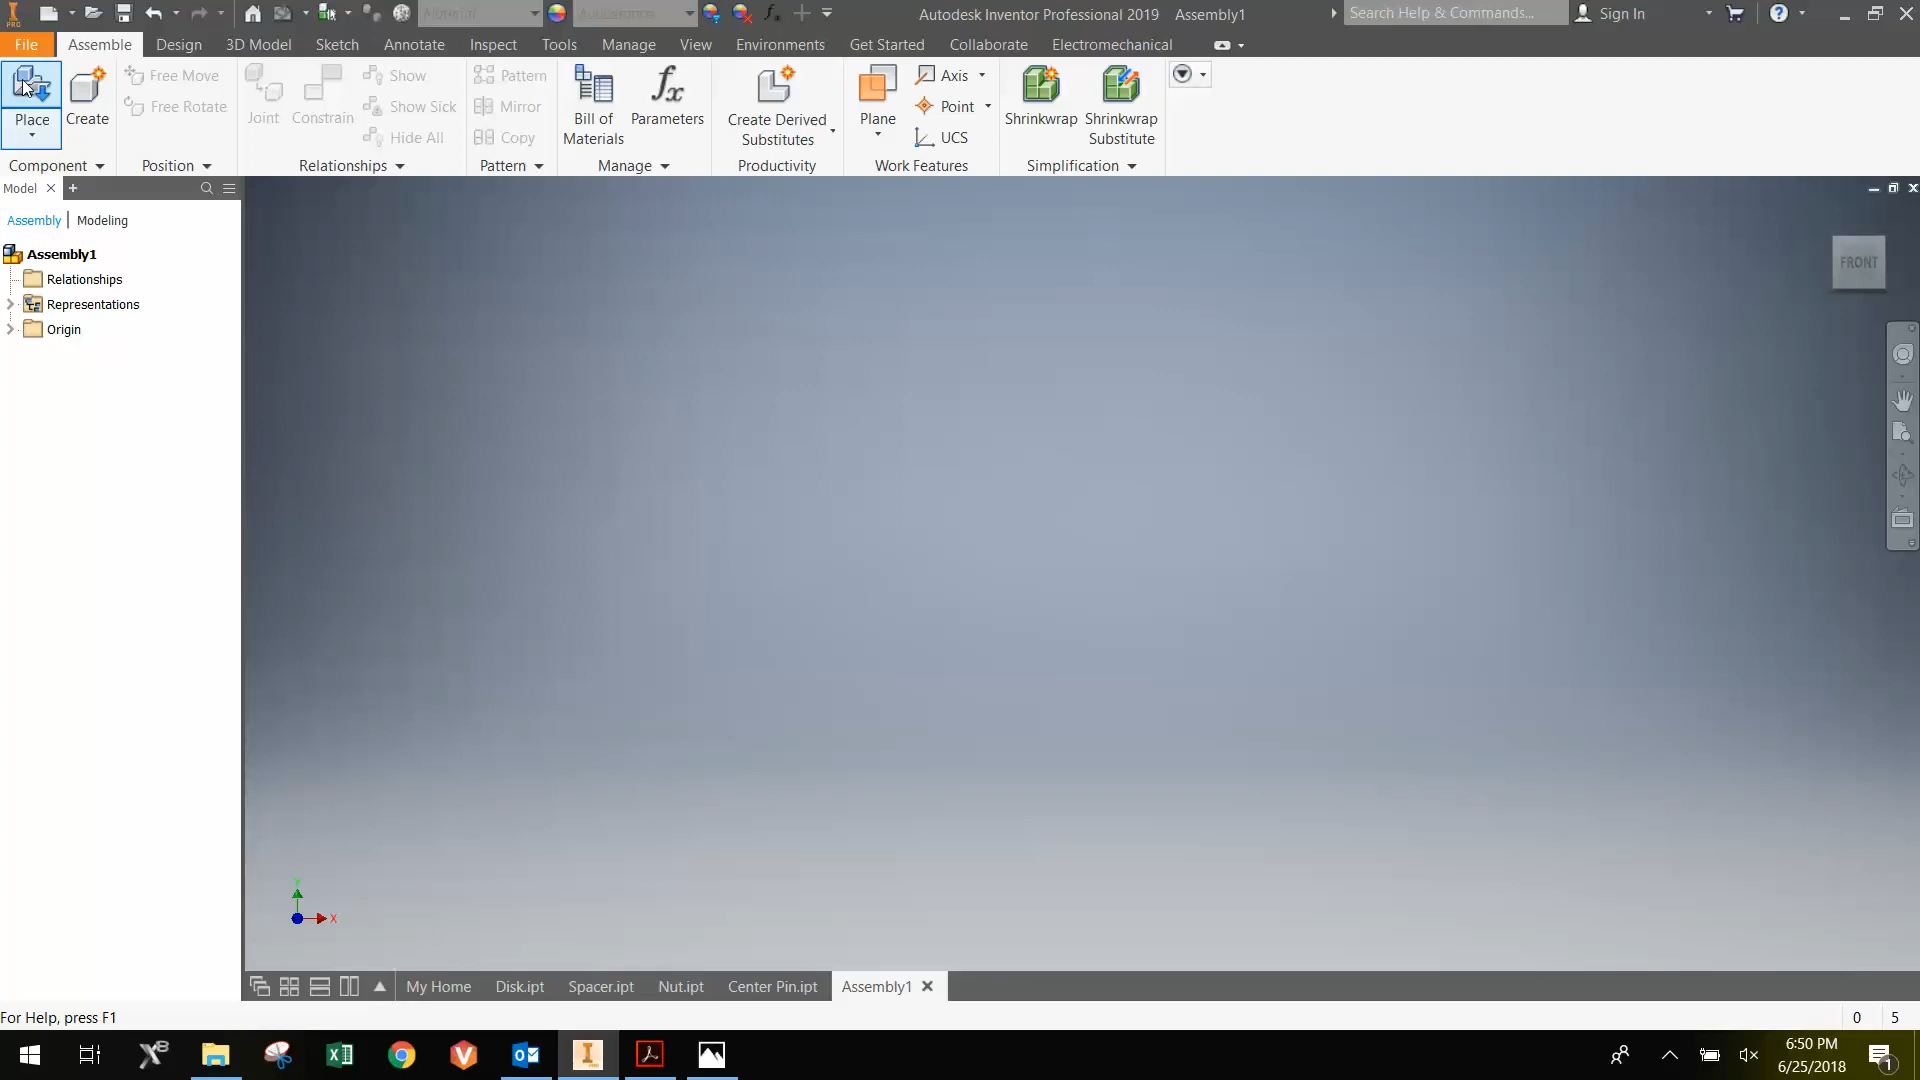 PRO
Material
Appearance
Autodesk Inventor Professional 2019 Assembly1
Search Help & Commands...
Sign In
File
Assemble
Design
3D Model
Sketch
Annotate
Inspect
Tools
Manage
View
Environments
Get Started
Collaborate
Electromechanical
Place
Create
Free Move
Free Rotate
Joint
Constrain
Show
Show Sick
Hide All
Pattern
Mirror
Copy
Bill of
Materials
fx
Parameters
Create Derived
Substitutes
Plane
Axis
Point
UCS
Shrinkwrap
Shrinkwrap
Substitute
Component
Position
Relationships
Pattern
Manage
Productivity
Work Features
Simplification
Model
Assembly | Modeling
Assembly1
Relationships
Representations
Origin
FRONT
Y
X
My Home
Disk.ipt
Spacer.ipt
Nut.ipt
Center Pin.ipt
Assembly1
For Help, press F1
0
5
6:50 PM
6/25/2018
1